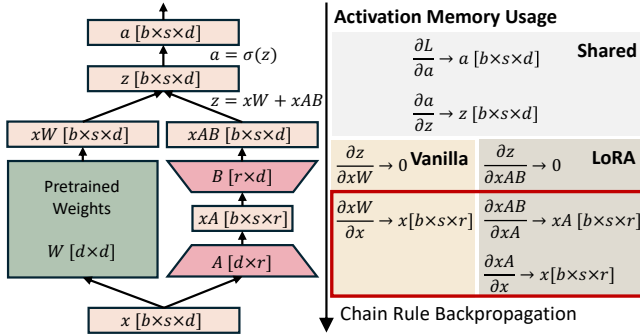 a [b×s×d]
a = σ(z)
z [b×s×d]
z = xW + xAB
xW [b×s×d]
xAB [b×s×d]
Pretrained
Weights
W [d×d]
B [r×d]
xA [b×s×r]
A [d×r]
x [b×s×d]
Activation Memory Usage
Shared
∂L/∂a → a [b×s×d]
∂a/∂z → z [b×s×d]
Vanilla
∂z/∂xW → 0
∂xW/∂x → x[b×s×r]
LoRA
∂z/∂xAB → 0
∂xAB/∂xA → xA [b×s×r]
∂xA/∂x → x[b×s×r]
Chain Rule Backpropagation